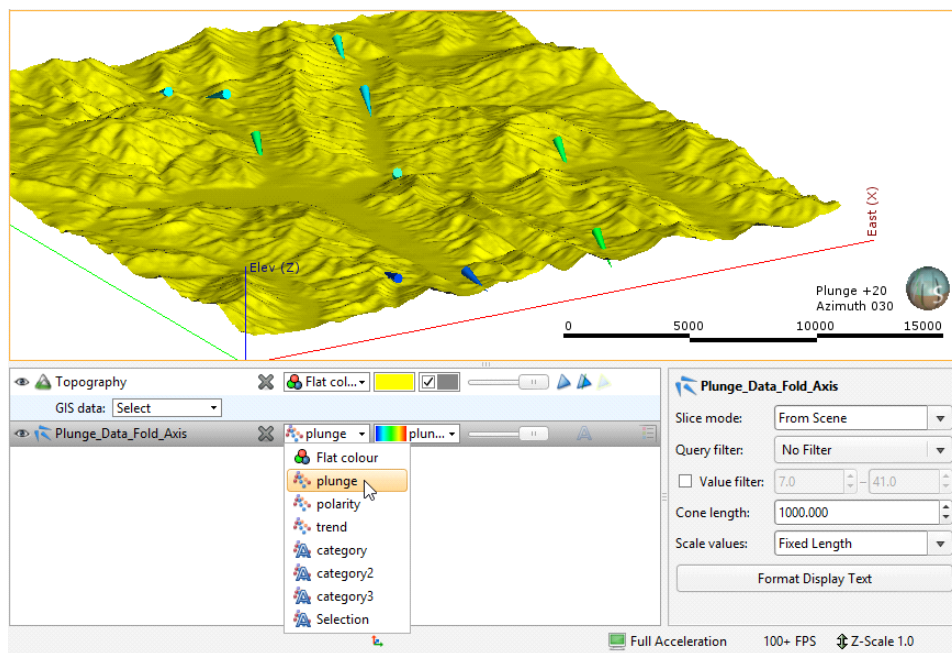 East (X)
Elev (Z)
Plunge +20
Azimuth 030
S
0 5000 10000 15000
Topography
Flat col...
GIS data: Select
Plunge_Data_Fold_Axis
plunge
plun...
Flat colour
plunge
polarity
trend
category
category2
category3
Selection
Plunge_Data_Fold_Axis
Slice mode: From Scene
Query filter: No Filter
Value filter: 7.0 – 41.0
Cone length: 1000.000
Scale values: Fixed Length
Format Display Text
Full Acceleration 100+ FPS Z-Scale 1.0